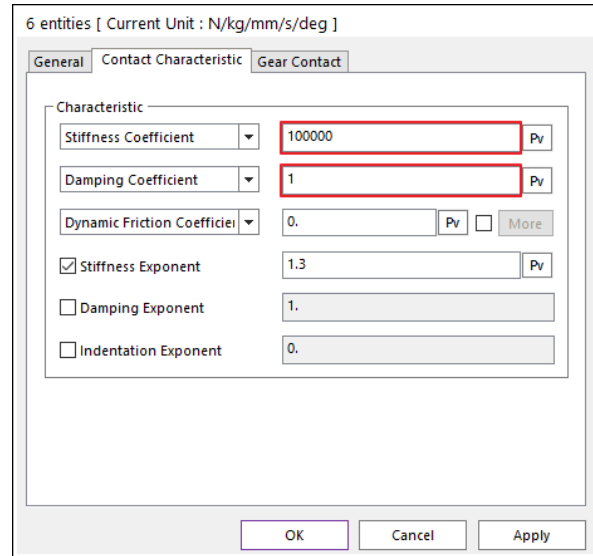 6 entities [ Current Unit : N/kg/mm/s/deg ]
General Contact Characteristic Gear Contact
Characteristic
Stiffness Coefficient 100000 Pv
Damping Coefficient 1 Pv
Dynamic Friction Coefficier 0. Pv More
Stiffness Exponent 1.3 Pv
Damping Exponent 1.
Indentation Exponent 0.
OK Cancel Apply